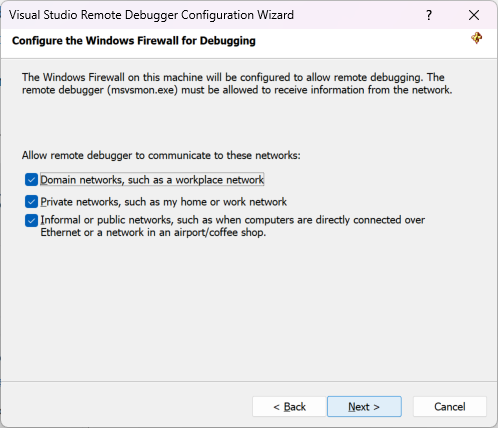 Visual Studio Remote Debugger Configuration Wizard
?
Configure the Windows Firewall for Debugging
The Windows Firewall on this machine will be configured to allow remote debugging. The
remote debugger (msvsmon.exe) must be allowed to receive information from the network.
Allow remote debugger to communicate to these networks:
Domain networks, such as a workplace network
Private networks, such as my home or work network
Informal or public networks, such as when computers are directly connected over
Ethernet or a network in an airport/coffee shop.
< Back
Next >
Cancel